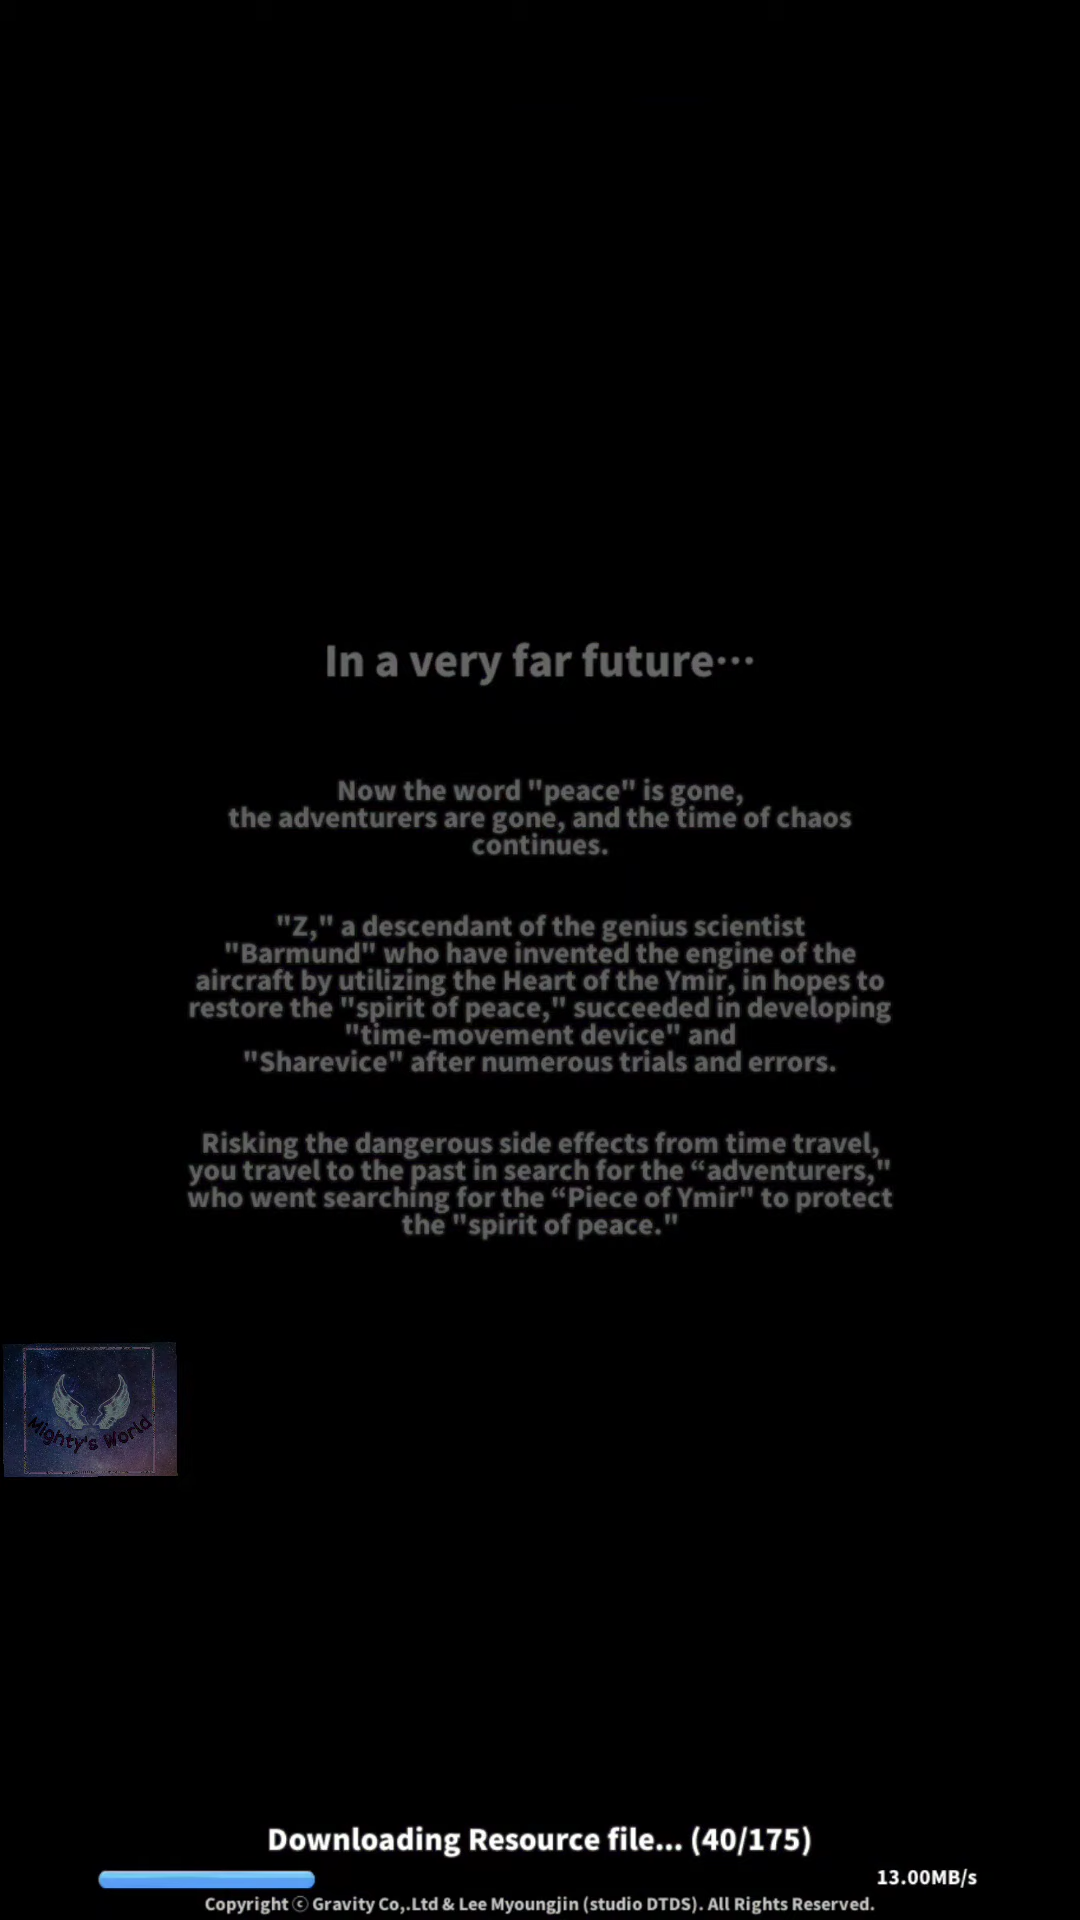 In a very far future···
Now the word "peace" is gone,
the adventurers are gone, and the time of chaos
continues.
"Z," a descendant of the genius scientist
"Barmund" who have invented the engine of the
aircraft by utilizing the Heart of the Ymir, in hopes to
restore the "spirit of peace," succeeded in developing
"time-movement device" and
"Sharevice" after numerous trials and errors.
Risking the dangerous side effects from time travel,
you travel to the past in search for the “adventurers,"
who went searching for the “Piece of Ymir" to protect
the "spirit of peace."
Mighty's World
Downloading Resource file... (40/175)
13.00MB/s
Copyright ⓒ Gravity Co,.Ltd & Lee Myoungjin (studio DTDS). All Rights Reserved.